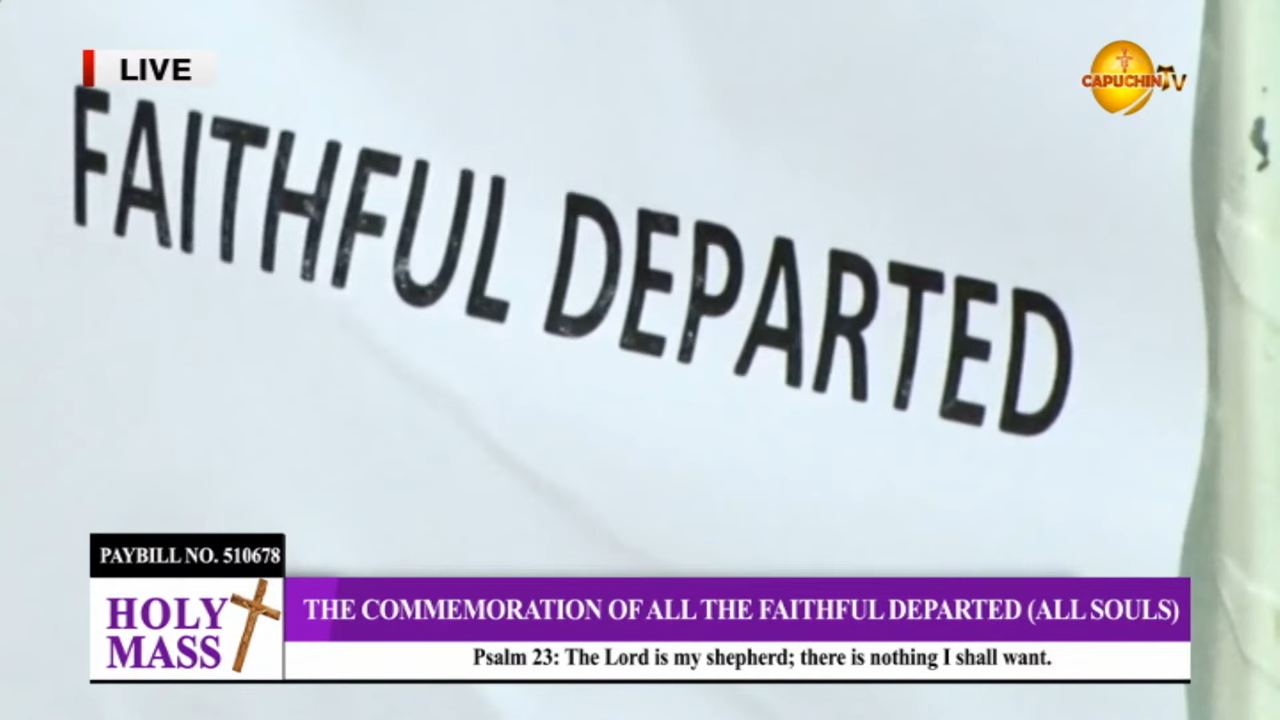 LIVE
CAPUCHIN TV
FAITHFUL DEPARTED
PAYBILL NO. 510678
HOLY
MASS
THE COMMEMORATION OF ALL THE FAITHFUL DEPARTED (ALL SOULS)
Psalm 23: The Lord is my shepherd; there is nothing I shall want.